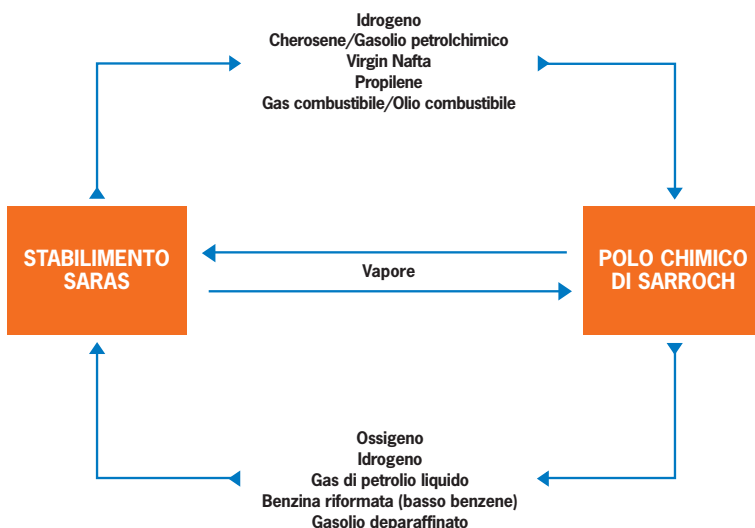 Idrogeno
Cherosene/Gasolio petrolchimico
Virgin Nafta
Propilene
Gas combustibile/Olio combustibile
STABILIMENTO
SARAS
Vapore
POLO CHIMICO
DI SARROCH
Ossigeno
Idrogeno
Gas di petrolio liquido
Benzina riformata (basso benzene)
Gasolio deparaffinato